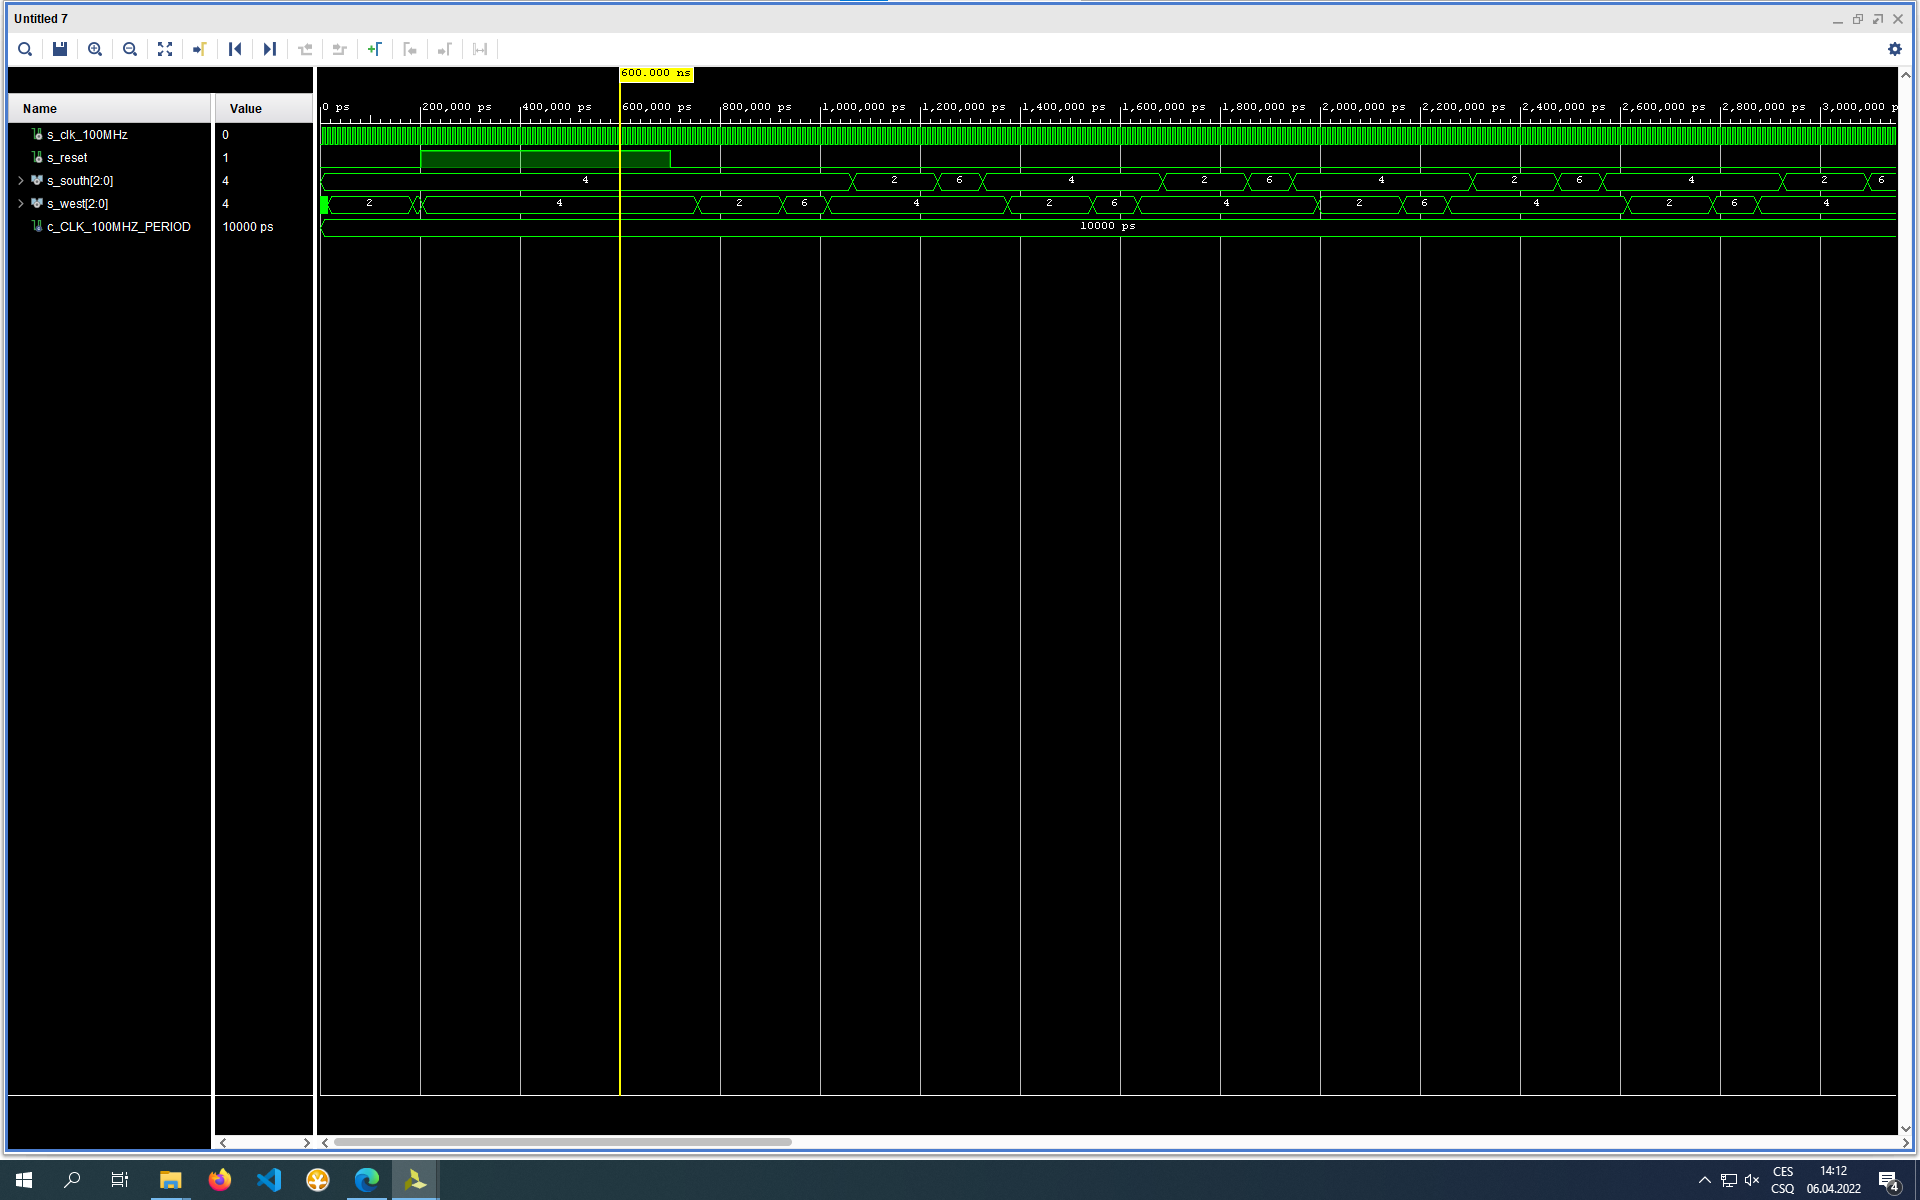 Untitled 7
600.000 ns
Name Value
0 ps 200,000 ps 400,000 ps 600,000 ps 800,000 ps 1,000,000 ps 1,200,000 ps 1,400,000 ps 1,600,000 ps 1,800,000 ps 2,000,000 ps 2,200,000 ps 2,400,000 ps 2,600,000 ps 2,800,000 ps 3,000,000
s_clk_100MHz 0
s_reset 1
s_south[2:0] 4 4 2 6 4 2 6 4 2 6 4 2 6
s_west[2:0] 4 2 4 2 6 4 2 6 4 2 6 4 2 6 4
c_CLK_100MHZ_PERIOD 10000 ps 10000 ps
CES 14:12
CSQ 06.04.2022 4